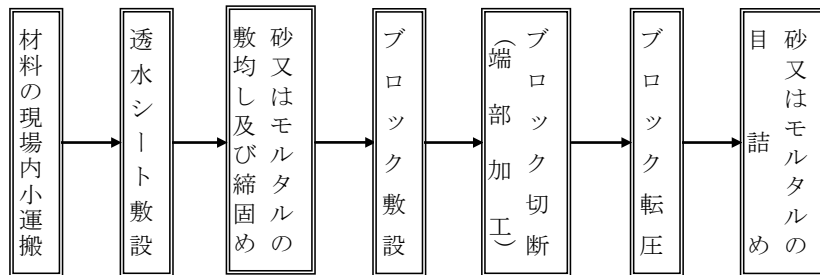 材料の現場内小運搬
透水シート敷設
砂又はモルタルの
敷均し及び締固め
ブロック敷設
ブロック切断
(端部加工)
ブロック転圧
砂又はモルタルの
目詰め